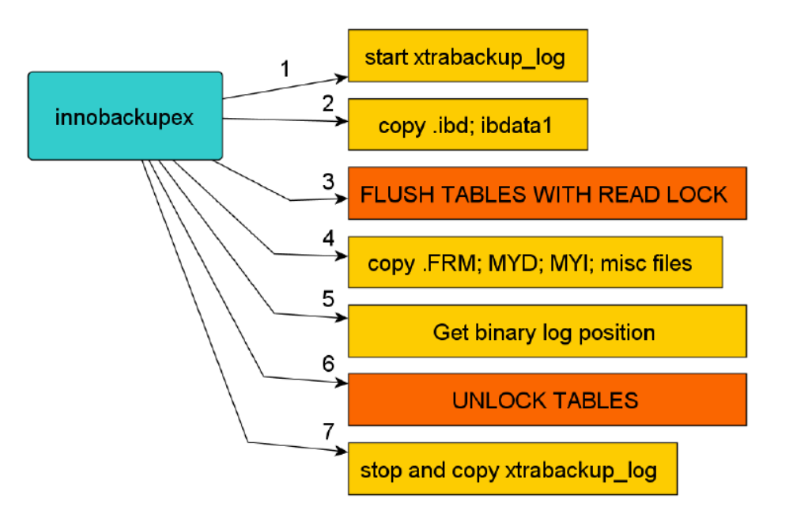 innobackupex
1
start xtrabackup_log
2
copy .ibd; ibdata1
3
FLUSH TABLES WITH READ LOCK
4
copy .FRM; MYD; MYI; misc files
5
Get binary log position
6
UNLOCK TABLES
7
stop and copy xtrabackup_log